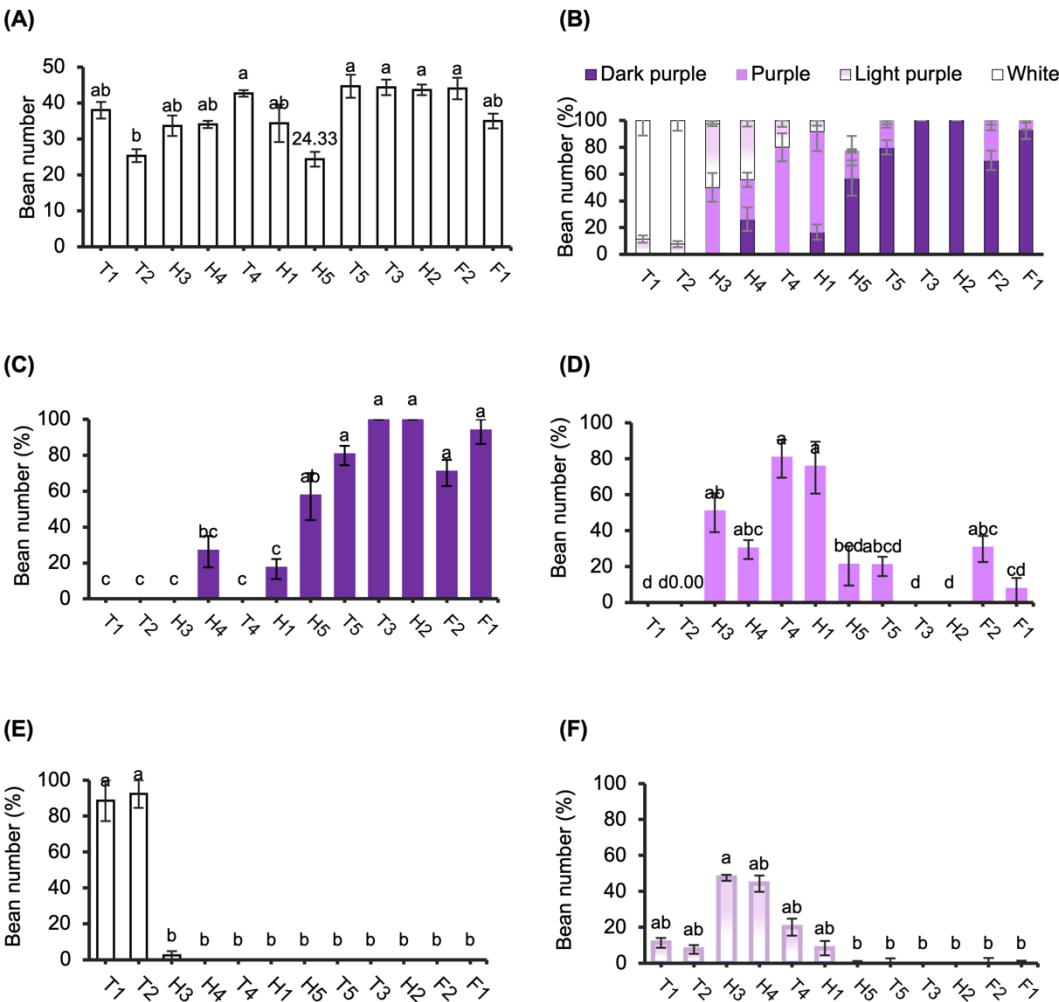 (A)
Bean number
50
40
30
20
10
0
ab
b
ab
ab
a
ab
24.33
a
a
a
a
ab
T1
T2
H3
H4
T4
H1
H5
T5
T3
H2
F2
F1
(B)
Dark purple Purple Light purple White
Bean number (%)
100
80
60
40
20
0
T1
T2
H3
H4
T4
H1
H5
T5
T3
H2
F2
F1
(C)
Bean number (%)
100
80
60
40
20
0
c
c
c
bc
c
c
ab
a
a
a
a
a
T1
T2
H3
H4
T4
H1
H5
T5
T3
H2
F2
F1
(D)
Bean number (%)
100
80
60
40
20
0
d
d0.00
ab
abc
a
a
bcd
abcd
d
d
abc
cd
T1
T2
H3
H4
T4
H1
H5
T5
T3
H2
F2
F1
(E)
Bean number (%)
100
80
60
40
20
0
a
a
b
b
b
b
b
b
b
b
b
b
T1
T2
H3
H4
T4
H1
H5
T5
T3
H2
F2
F1
(F)
Bean number (%)
100
80
60
40
20
0
ab
ab
a
ab
ab
ab
b
b
b
b
b
b
T1
T2
H3
H4
T4
H1
H5
T5
T3
H2
F2
F1